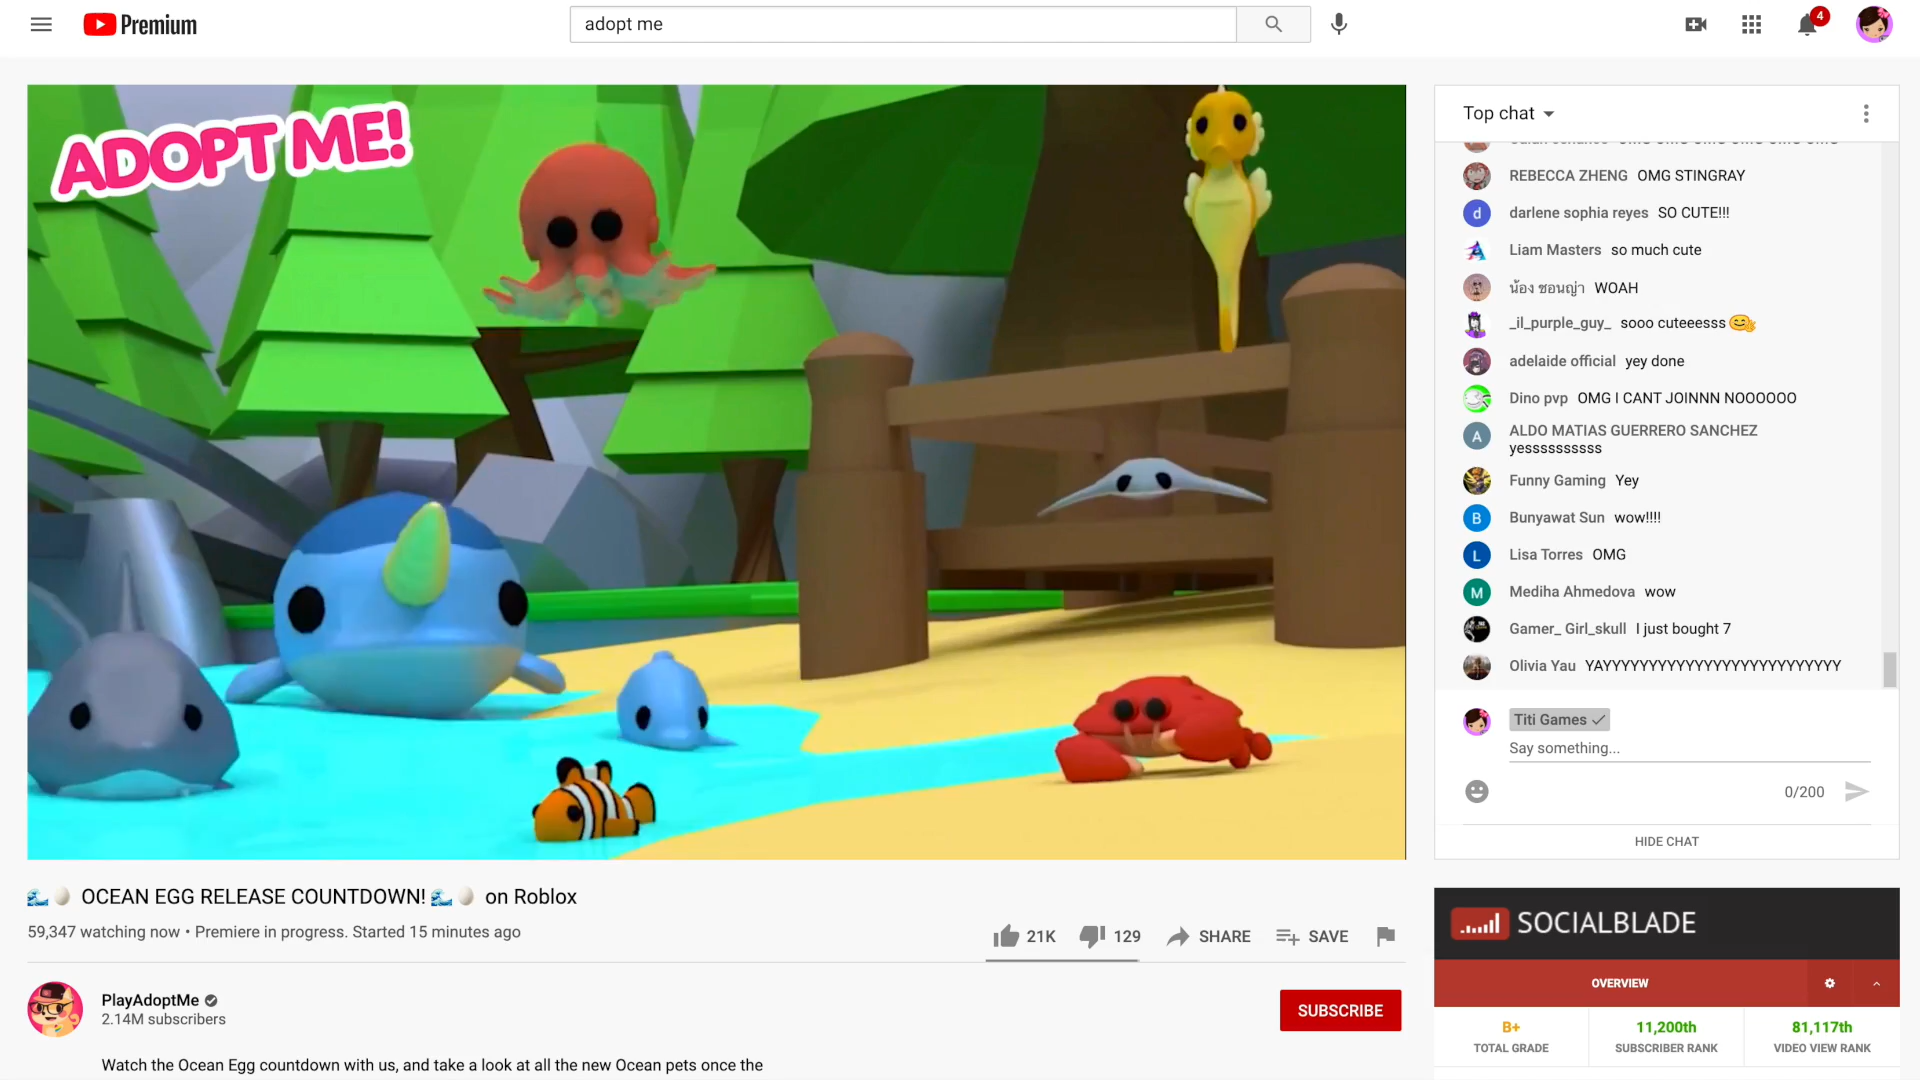 Premium
adopt me
4
ADOPT ME!
Top chat
REBECCA ZHENG OMG STINGRAY
d darlene sophia reyes SO CUTE!!!
Liam Masters so much cute
น้อง ซอนญ่า WOAH
_il_purple_guy_ sooo cuteeesss
adelaide official yey done
Dino pvp OMG I CANT JOINNN NOOOOOO
A ALDO MATIAS GUERRERO SANCHEZ
yesssssssss
Funny Gaming Yey
B Bunyawat Sun wow!!!!
L Lisa Torres OMG
M Mediha Ahmedova wow
Gamer_ Girl_skull I just bought 7
Olivia Yau YAYYYYYYYYYYYYYYYYYYYYYYYYY
Titi Games
Say something...
0/200
HIDE CHAT
OCEAN EGG RELEASE COUNTDOWN! on Roblox
59,347 watching now • Premiere in progress. Started 15 minutes ago
21K 129 SHARE SAVE
PlayAdoptMe
2.14M subscribers
SUBSCRIBE
Watch the Ocean Egg countdown with us, and take a look at all the new Ocean pets once the
SOCIALBLADE
OVERVIEW
B+ 11,200th 81,117th
TOTAL GRADE SUBSCRIBER RANK VIDEO VIEW RANK